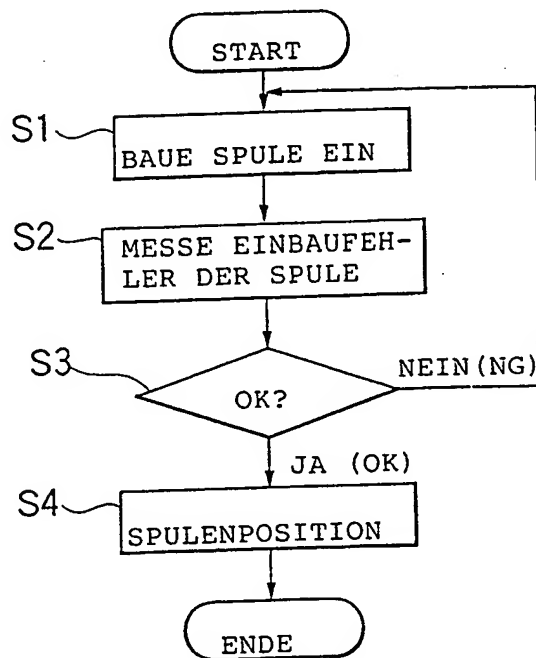 START
S1
BAUE SPULE EIN
S2
MESSE EINBAUFEH-
LER DER SPULE
S3
OK?
NEIN(NG)
JA (OK)
S4
SPULENPOSITION
ENDE